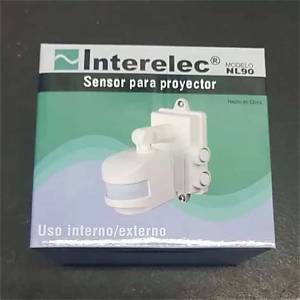 Interelec®
MODELO
NL90
Sensor para proyector
Hecho en China
Uso interno/externo